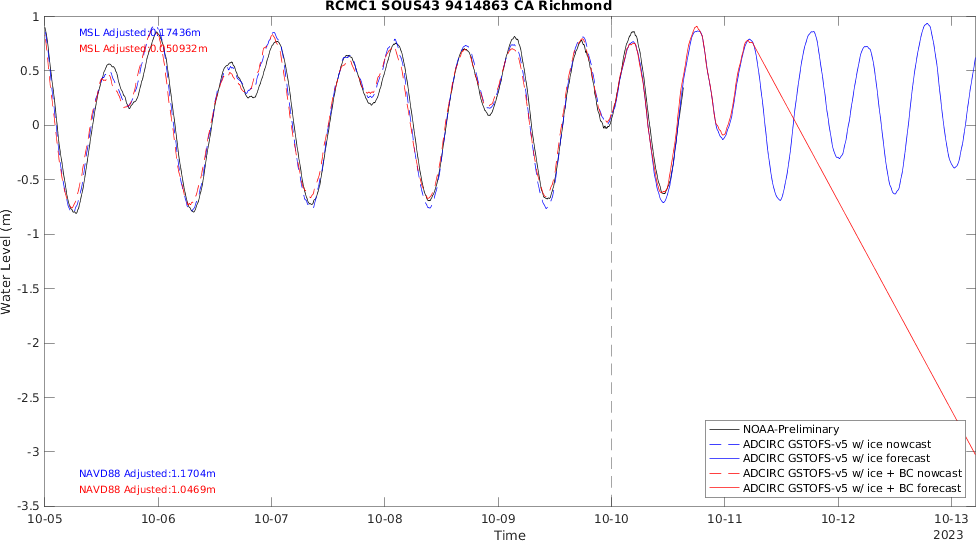 RCMC1 SOUS43 9414863 CA Richmond
MSL Adjusted:0.17436m
MSL Adjusted:0.050932m
1
0.5
0
-0.5
-1
-1.5
-2
-2.5
-3
-3.5
Water Level (m)
NAVD88 Adjusted:1.1704m
NAVD88 Adjusted:1.0469m
NOAA-Preliminary
ADCIRC GSTOFS-v5 w/ ice nowcast
ADCIRC GSTOFS-v5 w/ ice forecast
ADCIRC GSTOFS-v5 w/ ice + BC nowcast
ADCIRC GSTOFS-v5 w/ ice + BC forecast
10-05 10-06 10-07 10-08 10-09 10-10 10-11 10-12 10-13
Time
2023